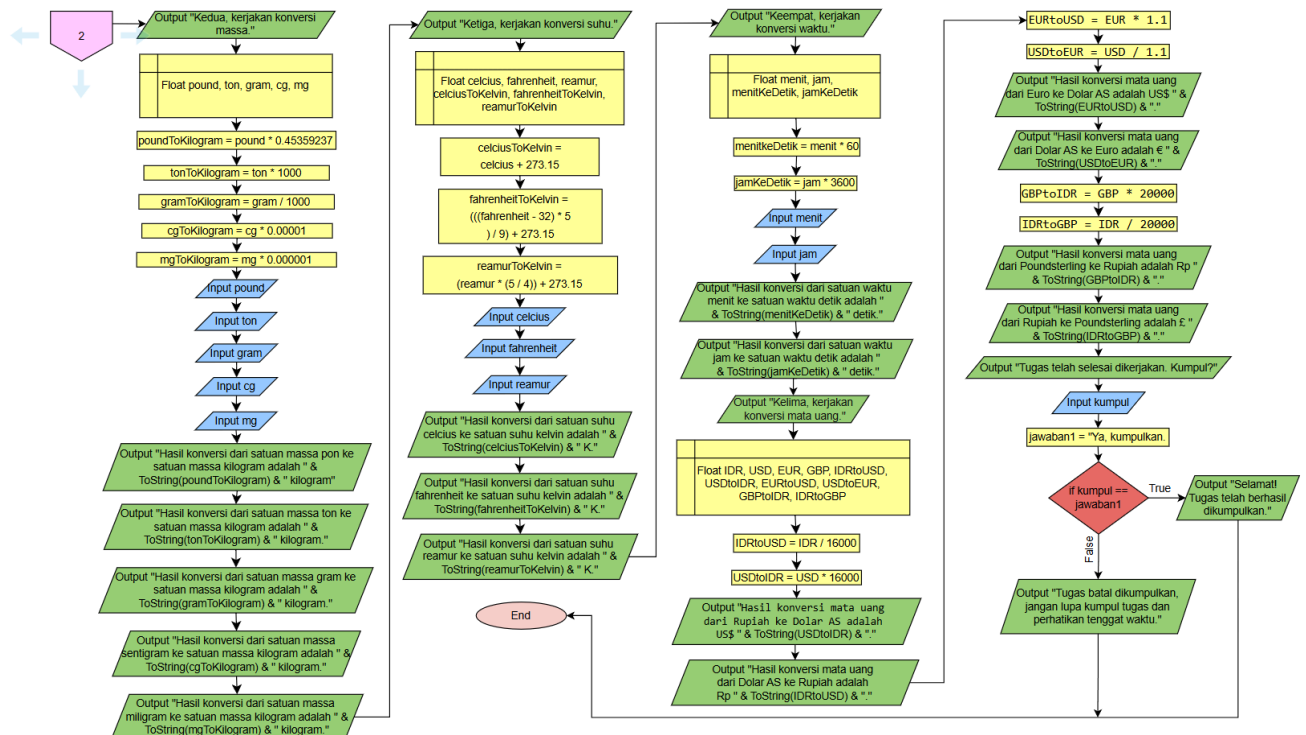 2
Output "Kedua, kerjakan konversi
massa."
Float pound, ton, gram, cg, mg
poundToKilogram = pound * 0.45359237
tonToKilogram = ton * 1000
gramToKilogram = gram / 1000
cgToKilogram = cg * 0.00001
mgToKilogram = mg * 0.000001
Input pound
Input ton
Input gram
Input cg
Input mg
Output "Hasil konversi dari satuan massa pon ke
satuan massa kilogram adalah " &
ToString(poundToKilogram) & " kilogram"
Output "Hasil konversi dari satuan massa ton ke
satuan massa kilogram adalah " &
ToString(tonToKilogram) & " kilogram."
Output "Hasil konversi dari satuan massa gram ke
satuan massa kilogram adalah " &
ToString(gramToKilogram) & " kilogram."
Output "Hasil konversi dari satuan massa
sentigram ke satuan massa kilogram adalah " &
ToString(cgToKilogram) & " kilogram."
Output "Hasil konversi dari satuan massa
miligram ke satuan massa kilogram adalah " &
ToString(mgToKilogram) & " kilogram."
Output "Ketiga, kerjakan konversi suhu."
Float celcius, fahrenheit, reamur,
celciusToKelvin, fahrenheitToKelvin,
reamurToKelvin
celciusToKelvin =
celcius + 273.15
fahrenheitToKelvin =
(((fahrenheit - 32) * 5
) / 9) + 273.15
reamurToKelvin =
(reamur * (5 / 4)) + 273.15
Input celcius
Input fahrenheit
Input reamur
Output "Hasil konversi dari satuan suhu
celcius ke satuan suhu kelvin adalah " &
ToString(celciusToKelvin) & " K."
Output "Hasil konversi dari satuan suhu
fahrenheit ke satuan suhu kelvin adalah " &
ToString(fahrenheitToKelvin) & " K."
Output "Hasil konversi dari satuan suhu
reamur ke satuan suhu kelvin adalah " &
ToString(reamurToKelvin) & " K."
End
Output "Keempat, kerjakan
konversi waktu."
Float menit, jam,
menitKeDetik, jamKeDetik
menitkeDetik = menit * 60
jamKeDetik = jam * 3600
Input menit
Input jam
Output "Hasil konversi dari satuan waktu
menit ke satuan waktu detik adalah "
& ToString(menitKeDetik) & " detik."
Output "Hasil konversi dari satuan waktu
jam ke satuan waktu detik adalah "
& ToString(jamKeDetik) & " detik."
Output "Kelima, kerjakan
konversi mata uang."
Float IDR, USD, EUR, GBP, IDRtoUSD,
USDtoIDR, EURtoUSD, USDtoEUR,
GBPtoIDR, IDRtoGBP
IDRtoUSD = IDR / 16000
USDtoIDR = USD * 16000
Output "Hasil konversi mata uang
dari Rupiah ke Dolar AS adalah
US$ " & ToString(USDtoIDR) & "."
Output "Hasil konversi mata uang
dari Dolar AS ke Rupiah adalah
Rp " & ToString(IDRtoUSD) & "."
EURtoUSD = EUR * 1.1
USDtoEUR = USD / 1.1
Output "Hasil konversi mata uang
dari Euro ke Dolar AS adalah US$ " &
ToString(EURtoUSD) & "."
Output "Hasil konversi mata uang
dari Dolar AS ke Euro adalah € " &
ToString(USDtoEUR) & "."
GBPtoIDR = GBP * 20000
IDRtoGBP = IDR / 20000
Output "Hasil konversi mata uang
dari Poundsterling ke Rupiah adalah Rp "
& ToString(GBPtoIDR) & "."
Output "Hasil konversi mata uang
dari Rupiah ke Poundsterling adalah £ "
& ToString(IDRtoGBP) & "."
Output "Tugas telah selesai dikerjakan. Kumpul?"
Input kumpul
jawaban1 = "Ya, kumpulkan.
if kumpul ==
jawaban1
True
Output "Selamat!
Tugas telah berhasil
dikumpulkan."
False
Output "Tugas batal dikumpulkan,
jangan lupa kumpul tugas dan
perhatikan tenggat waktu."